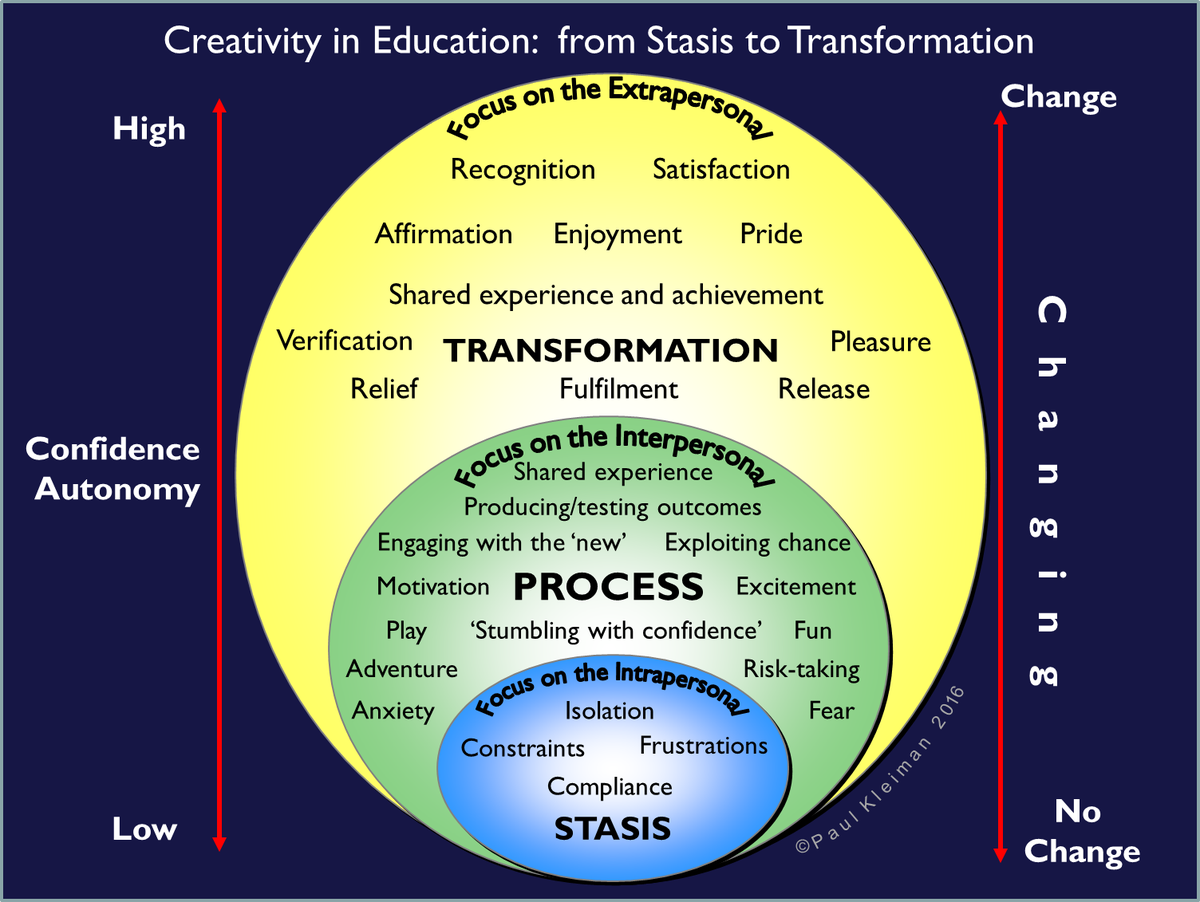 Creativity in Education: from Stasis to Transformation
High
Change
Focus on the Extrapersonal
Recognition Satisfaction
Affirmation Enjoyment Pride
Shared experience and achievement
Verification TRANSFORMATION Pleasure
Relief Fulfilment Release
Confidence
Autonomy
Changing
Focus on the Interpersonal
Shared experience
Producing/testing outcomes
Engaging with the ‘new’ Exploiting chance
Motivation PROCESS Excitement
Play ‘Stumbling with confidence’ Fun
Adventure Risk-taking
Anxiety Fear
Focus on the Intrapersonal
Isolation
Constraints Frustrations
Compliance
STASIS
Low
No
Change
©Paul Kleiman 2016